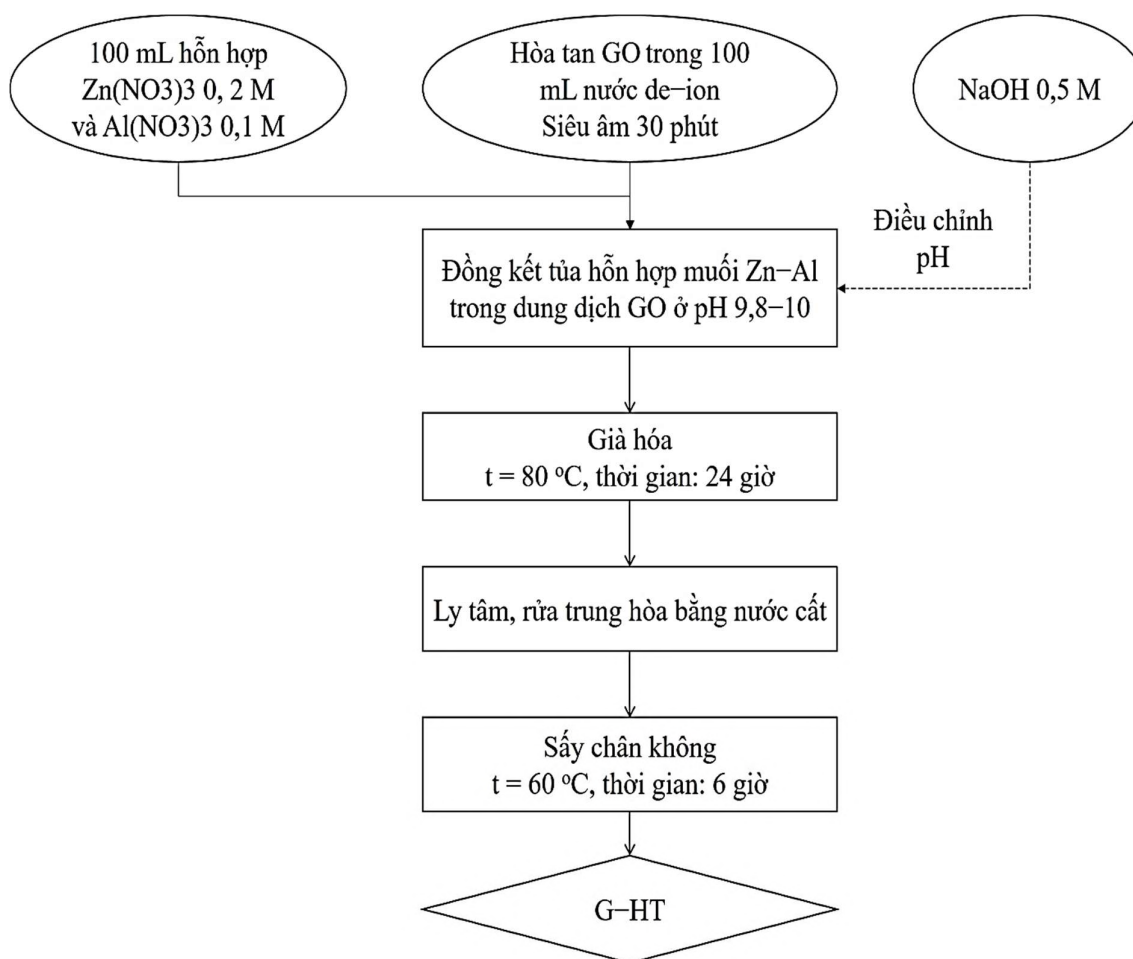 100 mL hỗn hợp
Zn(NO3)3 0, 2 M
và Al(NO3)3 0,1 M
Hòa tan GO trong 100
mL nước de−ion
Siêu âm 30 phút
NaOH 0,5 M
Điều chỉnh
pH
Đồng kết tủa hỗn hợp muối Zn−Al
trong dung dịch GO ở pH 9,8−10
Già hóa
t = 80 ºC, thời gian: 24 giờ
Ly tâm, rửa trung hòa bằng nước cất
Sấy chân không
t = 60 ºC, thời gian: 6 giờ
G−HT